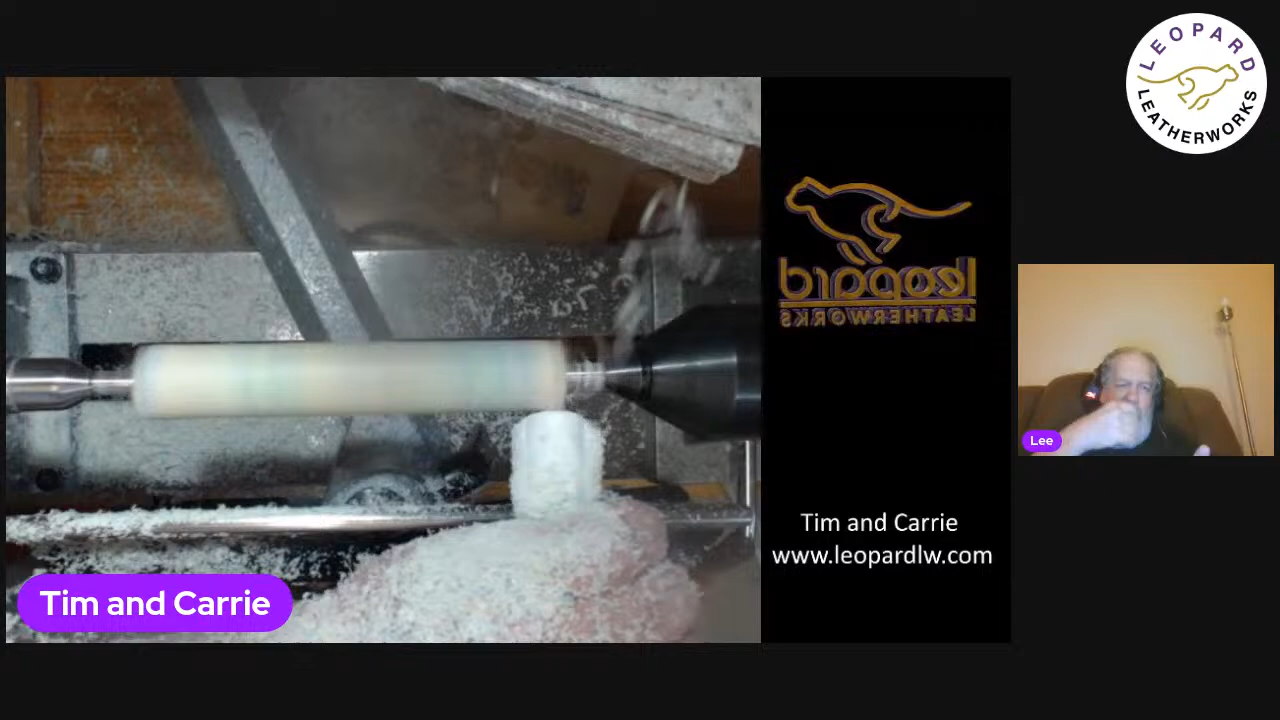 LEOPARD
LEATHERWORKS
leopard
LEATHERWORKS
Tim and Carrie
www.leopardlw.com
Lee
Tim and Carrie